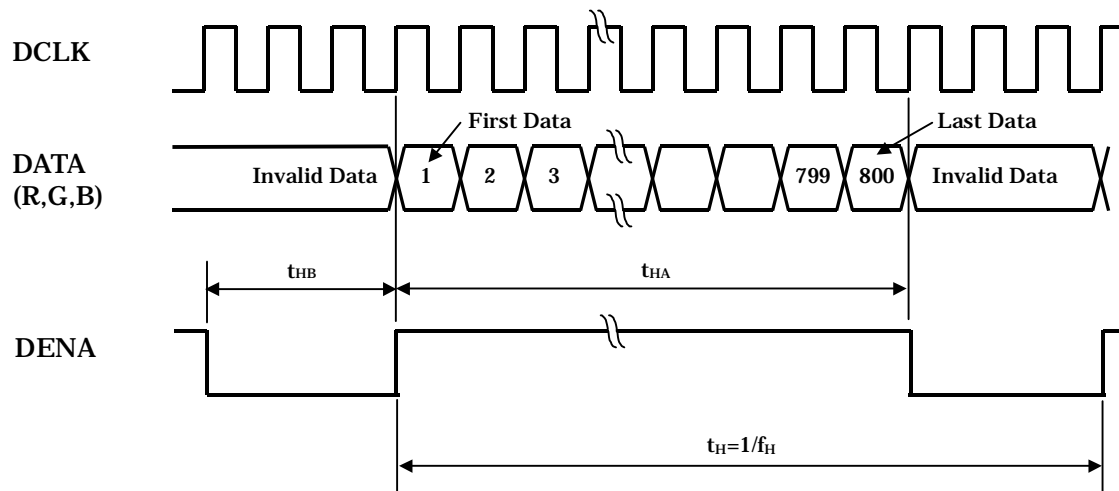 DCLK
First Data
Last Data
DATA
(R,G,B)
Invalid Data
1
2
3
799
800
Invalid Data
tHB
tHA
DENA
tH=1/fH